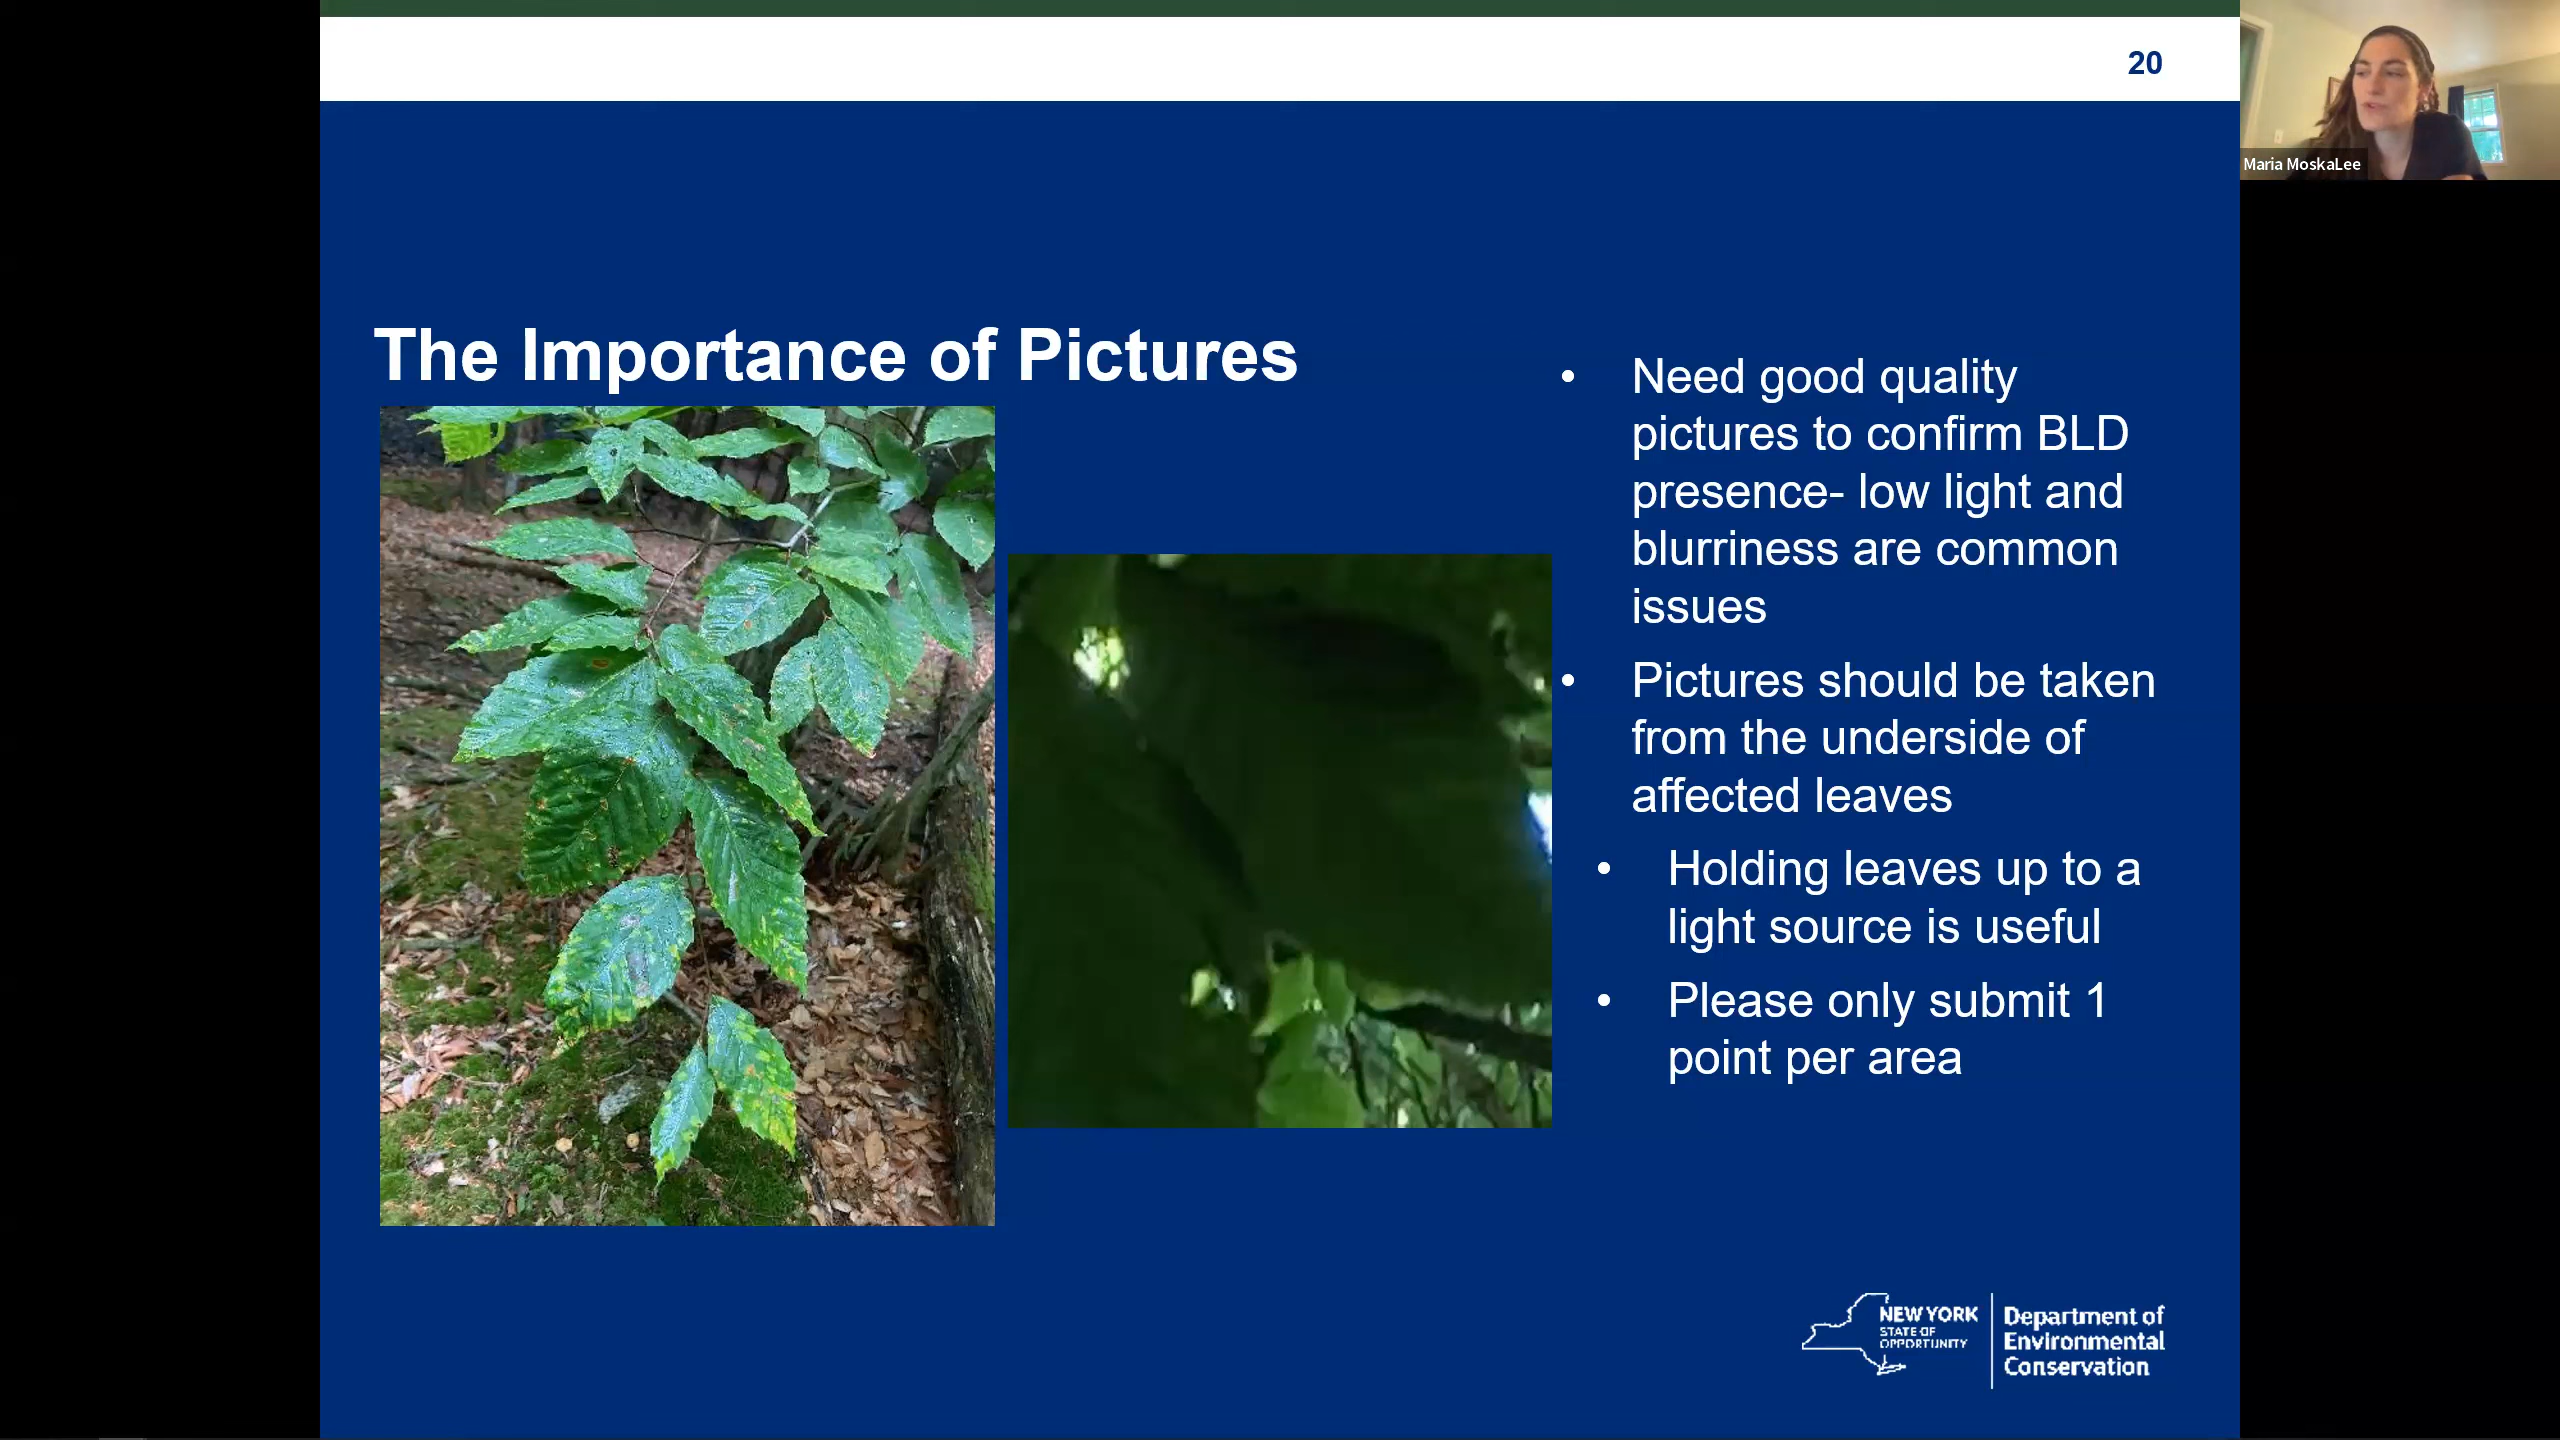 20
Maria MoskaLee
The Importance of Pictures
• Need good quality
pictures to confirm BLD
presence- low light and
blurriness are common
issues
• Pictures should be taken
from the underside of
affected leaves
• Holding leaves up to a
light source is useful
• Please only submit 1
point per area
NEW YORK
STATE OF
OPPORTUNITY
Department of
Environmental
Conservation